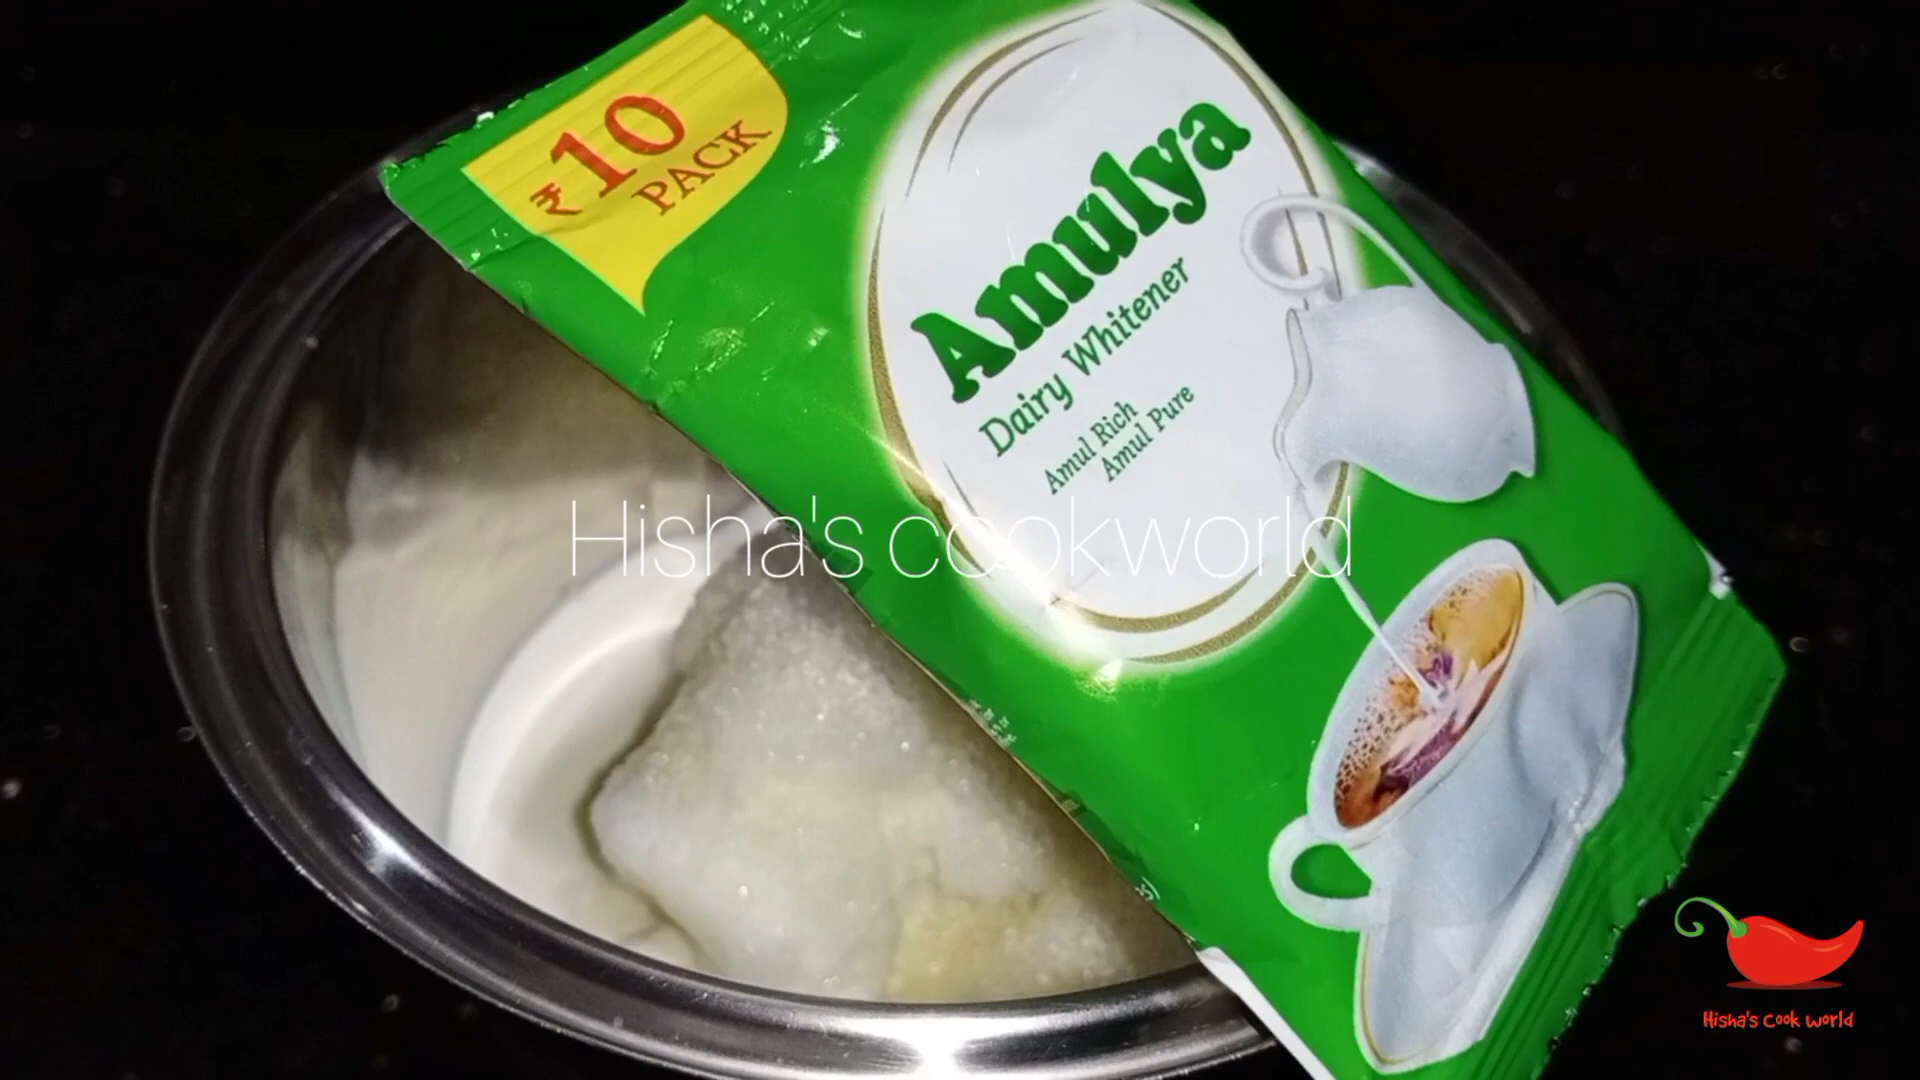 ₹10
PACK
Amulya
Dairy Whitener
Amul Rich
Amul Pure
Hisha's cookworld
Hisha's Cook World